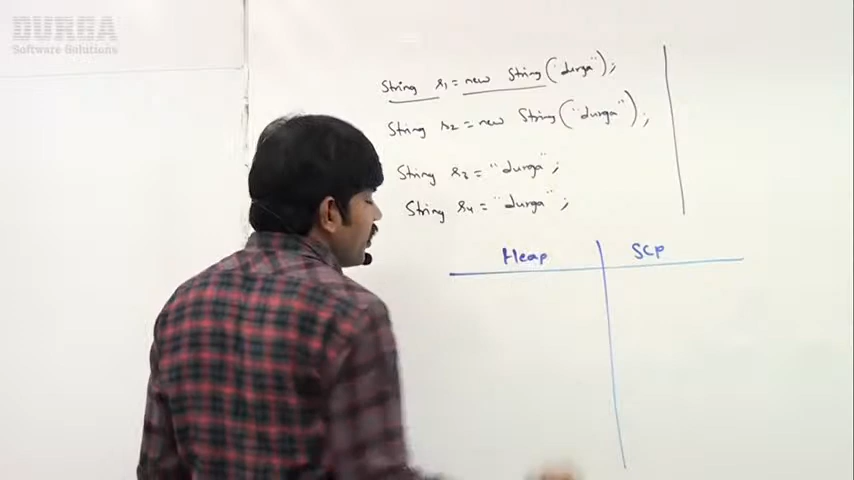 DURGA
Software Solutions
String s1 = new String("durga");
String s2 = new String("durga");
String s3 = "durga";
String s4 = "durga";
Heap SCP